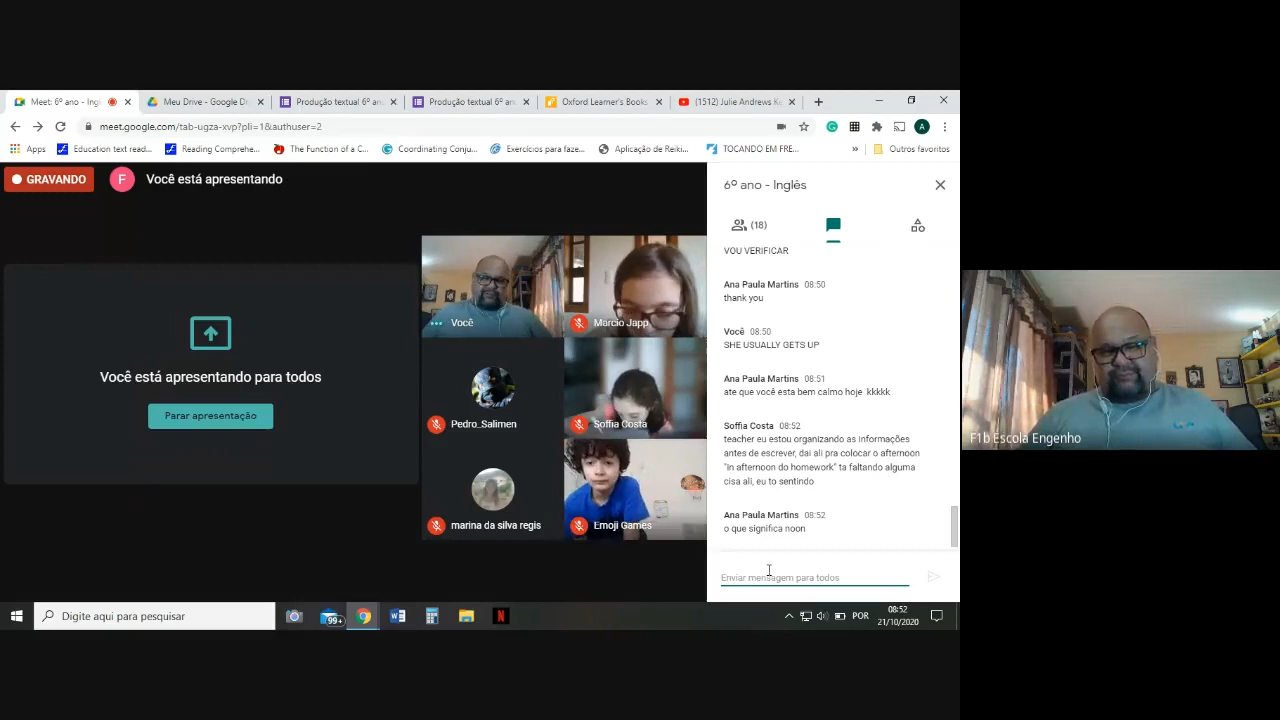 Meet: 6º ano - Ingl
Meu Drive - Google D
Produção textual 6º an
Produção textual 6º an
Oxford Learner's Books
(1512) Julie Andrews K
meet.google.com/tab-ugza-xvp?pli=1&authuser=2
A
Apps
Education text read...
Reading Comprehe...
The Function of a C...
Coordinating Conju...
Exercícios para faze...
Aplicação de Reiki...
TOCANDO EM FRE...
»
Outros favoritos
GRAVANDO
F
Você está apresentando
6º ano - Inglês
(18)
VOU VERIFICAR
Ana Paula Martins 08:50
thank you
Você 08:50
SHE USUALLY GETS UP
Ana Paula Martins 08:51
ate que você esta bem calmo hoje kkkkk
Soffia Costa 08:52
teacher eu estou organizando as informações
antes de escrever, dai ali pra colocar o afternoon
"in afternoon do homework" ta faltando alguma
cisa ali, eu to sentindo
Ana Paula Martins 08:52
o que significa noon
Enviar mensagem para todos
Você está apresentando para todos
Parar apresentação
Você
Marcio Japp
Pedro_Salimen
Soffia Costa
marina da silva regis
Emoji Games
F1b Escola Engenho
Digite aqui para pesquisar
99+
W
N
POR
08:52
21/10/2020